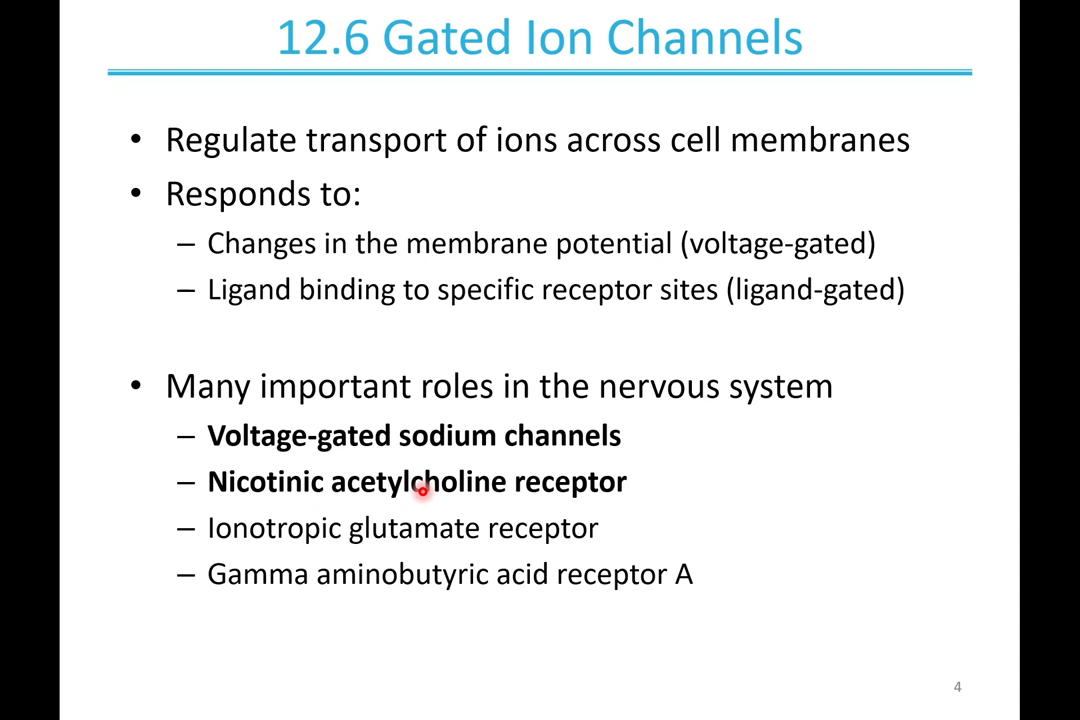 12.6 Gated Ion Channels
• Regulate transport of ions across cell membranes
• Responds to:
– Changes in the membrane potential (voltage-gated)
– Ligand binding to specific receptor sites (ligand-gated)
• Many important roles in the nervous system
– Voltage-gated sodium channels
– Nicotinic acetylcholine receptor
– Ionotropic glutamate receptor
– Gamma aminobutyric acid receptor A
4